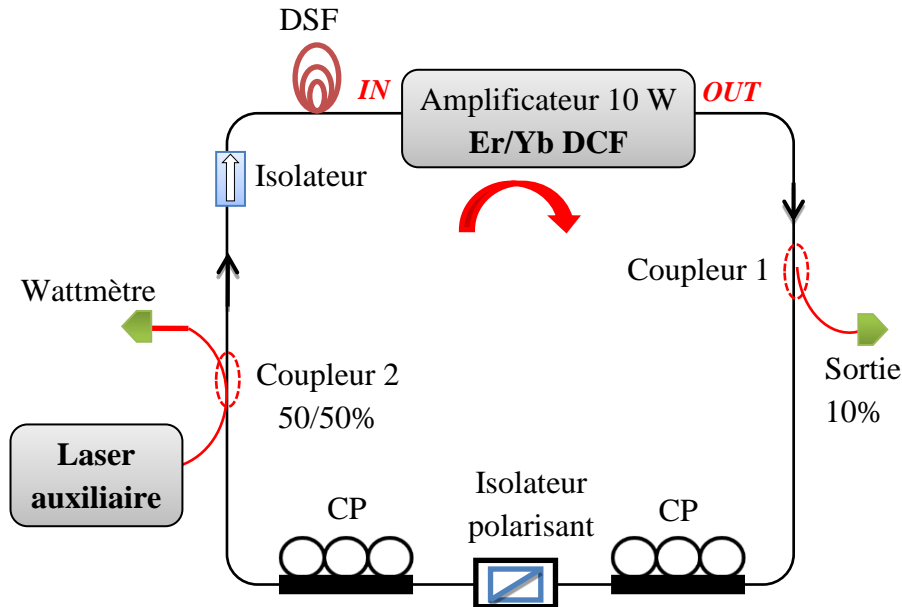 DSF
IN
Amplificateur 10 W
Er/Yb DCF
OUT
Isolateur
Coupleur 1
Wattmètre
Coupleur 2
50/50%
Sortie
10%
Laser
auxiliaire
CP
Isolateur
polarisant
CP